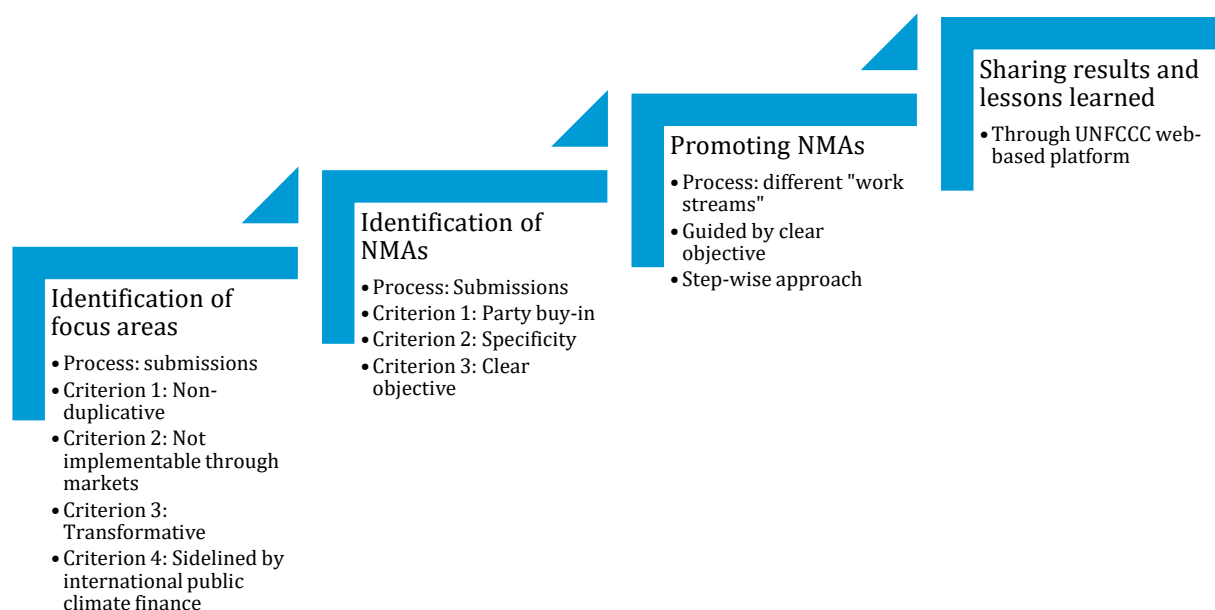 Identification of
focus areas
• Process: submissions
• Criterion 1: Non-
duplicative
• Criterion 2: Not
implementable through
markets
• Criterion 3:
Transformative
• Criterion 4: Sidelined by
international public
climate finance
Identification of
NMAs
• Process: Submissions
• Criterion 1: Party buy-in
• Criterion 2: Specificity
• Criterion 3: Clear
objective
Promoting NMAs
• Process: different "work
streams"
• Guided by clear
objective
• Step-wise approach
Sharing results and
lessons learned
• Through UNFCCC web-
based platform